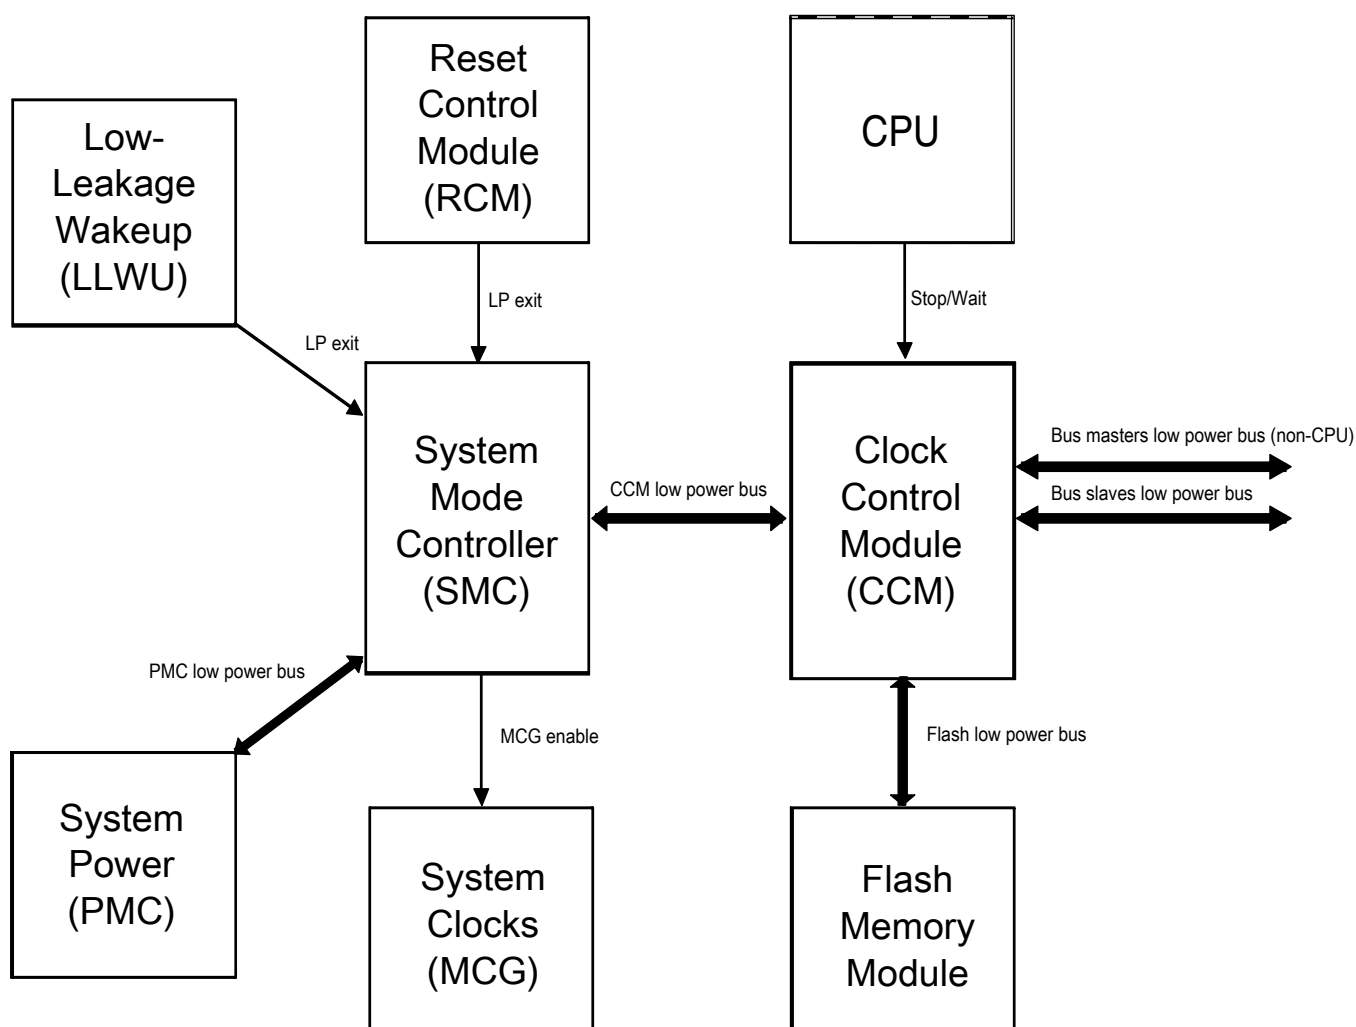 Reset
Control
Module
(RCM)
CPU
Low-
Leakage
Wakeup
(LLWU)
LP exit
Stop/Wait
LP exit
System
Mode
Controller
(SMC)
CCM low power bus
Clock
Control
Module
(CCM)
Bus masters low power bus (non-CPU)
Bus slaves low power bus
PMC low power bus
MCG enable
Flash low power bus
System
Power
(PMC)
System
Clocks
(MCG)
Flash
Memory
Module